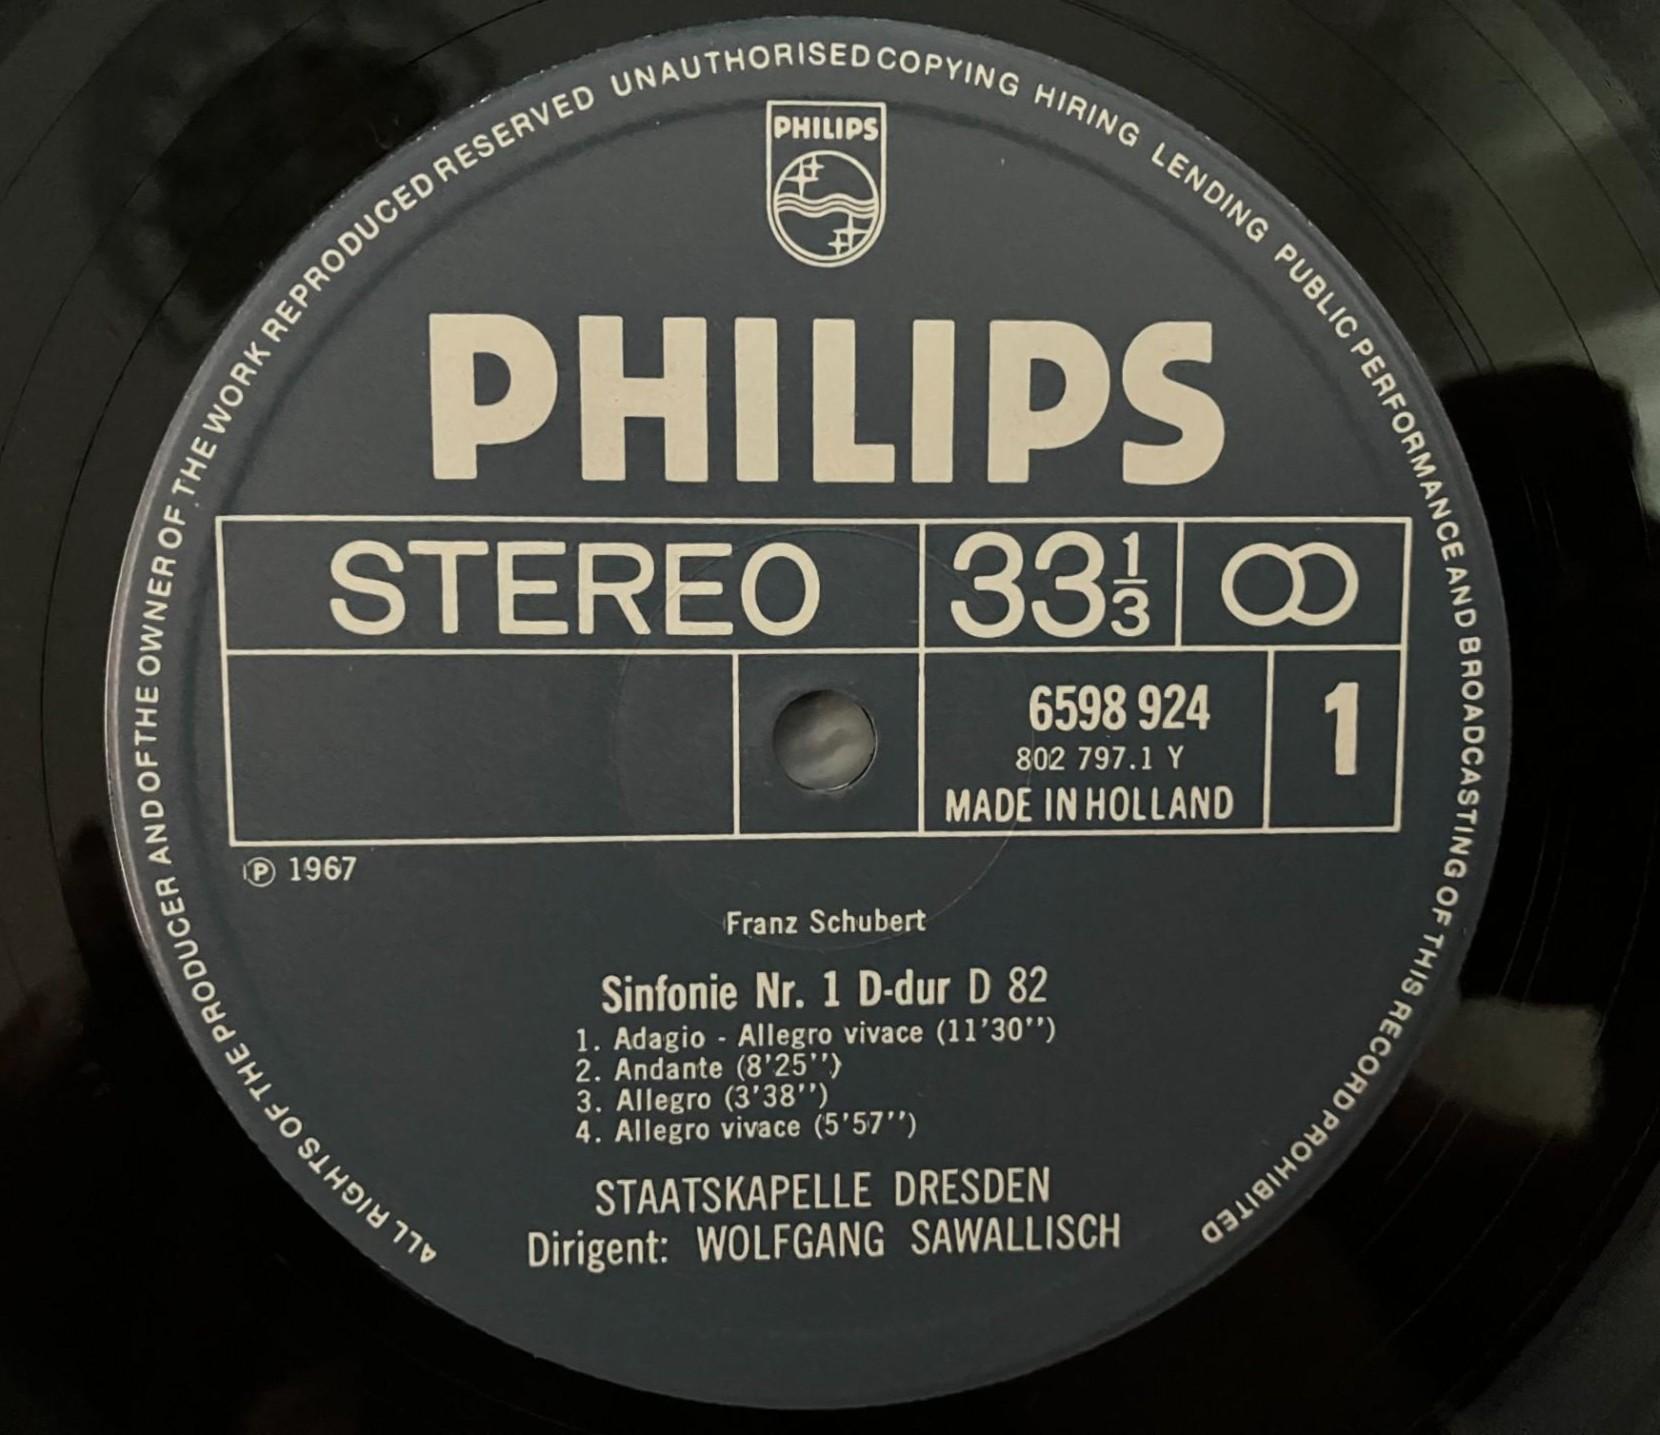 ALL RIGHTS OF THE PRODUCER AND OF THE OWNER OF THE WORK REPRODUCED RESERVED UNAUTHORISED COPYING HIRING LENDING PUBLIC PERFORMANCE AND BROADCASTING OF THIS RECORD PROHIBITED
PHILIPS
PHILIPS
STEREO 33⅓
6598 924
802 797.1 Y
MADE IN HOLLAND
1
Ⓟ 1967
Franz Schubert
Sinfonie Nr. 1 D-dur D 82
1. Adagio - Allegro vivace (11'30'')
2. Andante (8'25'')
3. Allegro (3'38'')
4. Allegro vivace (5'57'')
STAATSKAPELLE DRESDEN
Dirigent: WOLFGANG SAWALLISCH